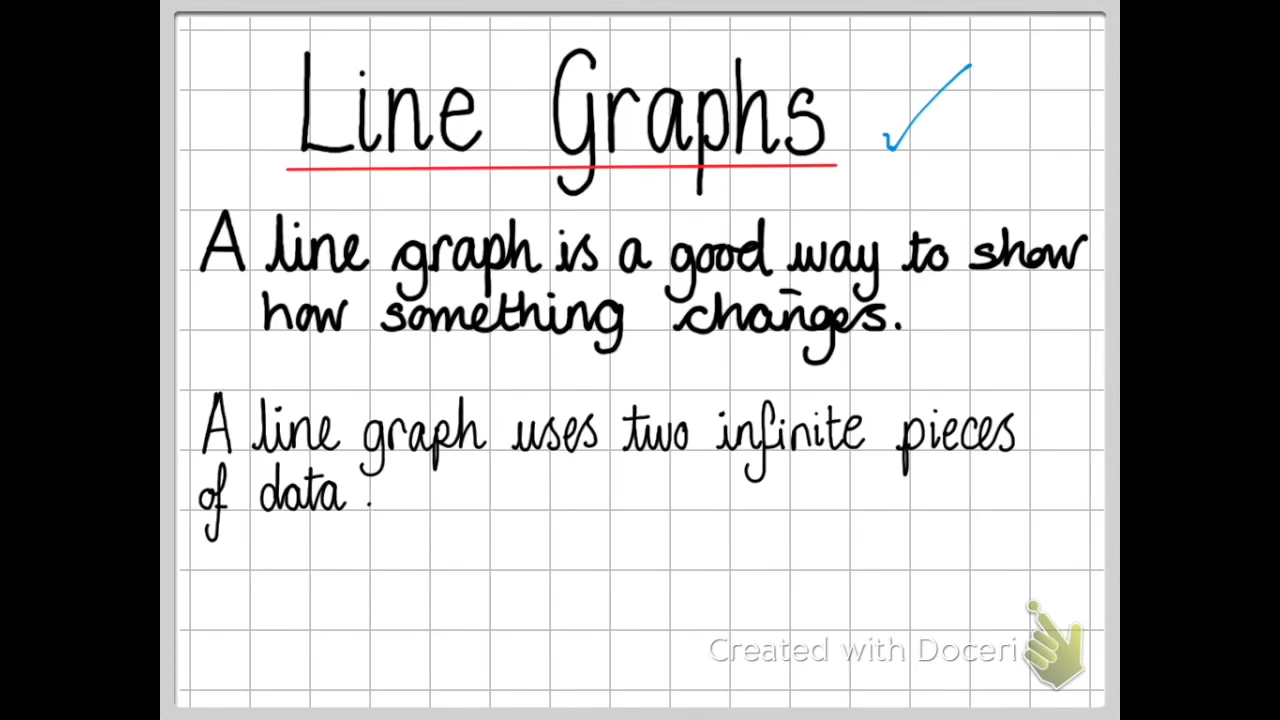 Line Graphs
A line graph is a good way to show
how something changes.
A line graph uses two infinite pieces
of data.
Created with Doceri